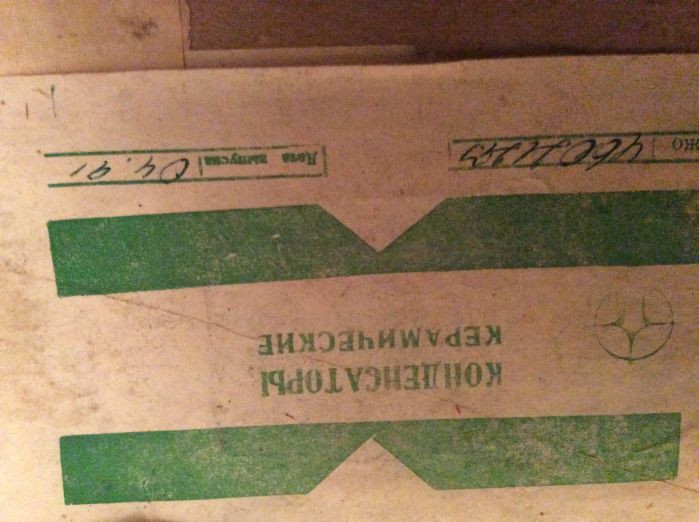 КОНДЕНСАТОРЫ
КЕРАМИЧЕСКИЕ
Дата выпуска 04.91